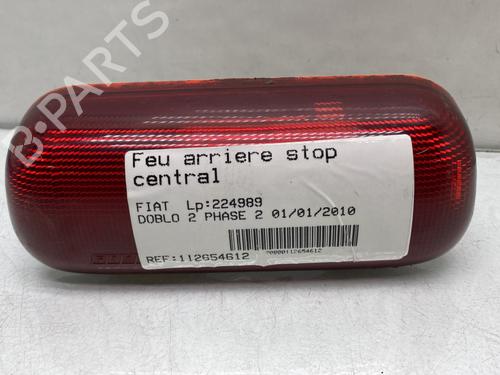 B-PARTS
Feu arriere stop
central
FIAT Lp:224989
DOBLO 2 PHASE 2 01/01/2010
REF:112654612